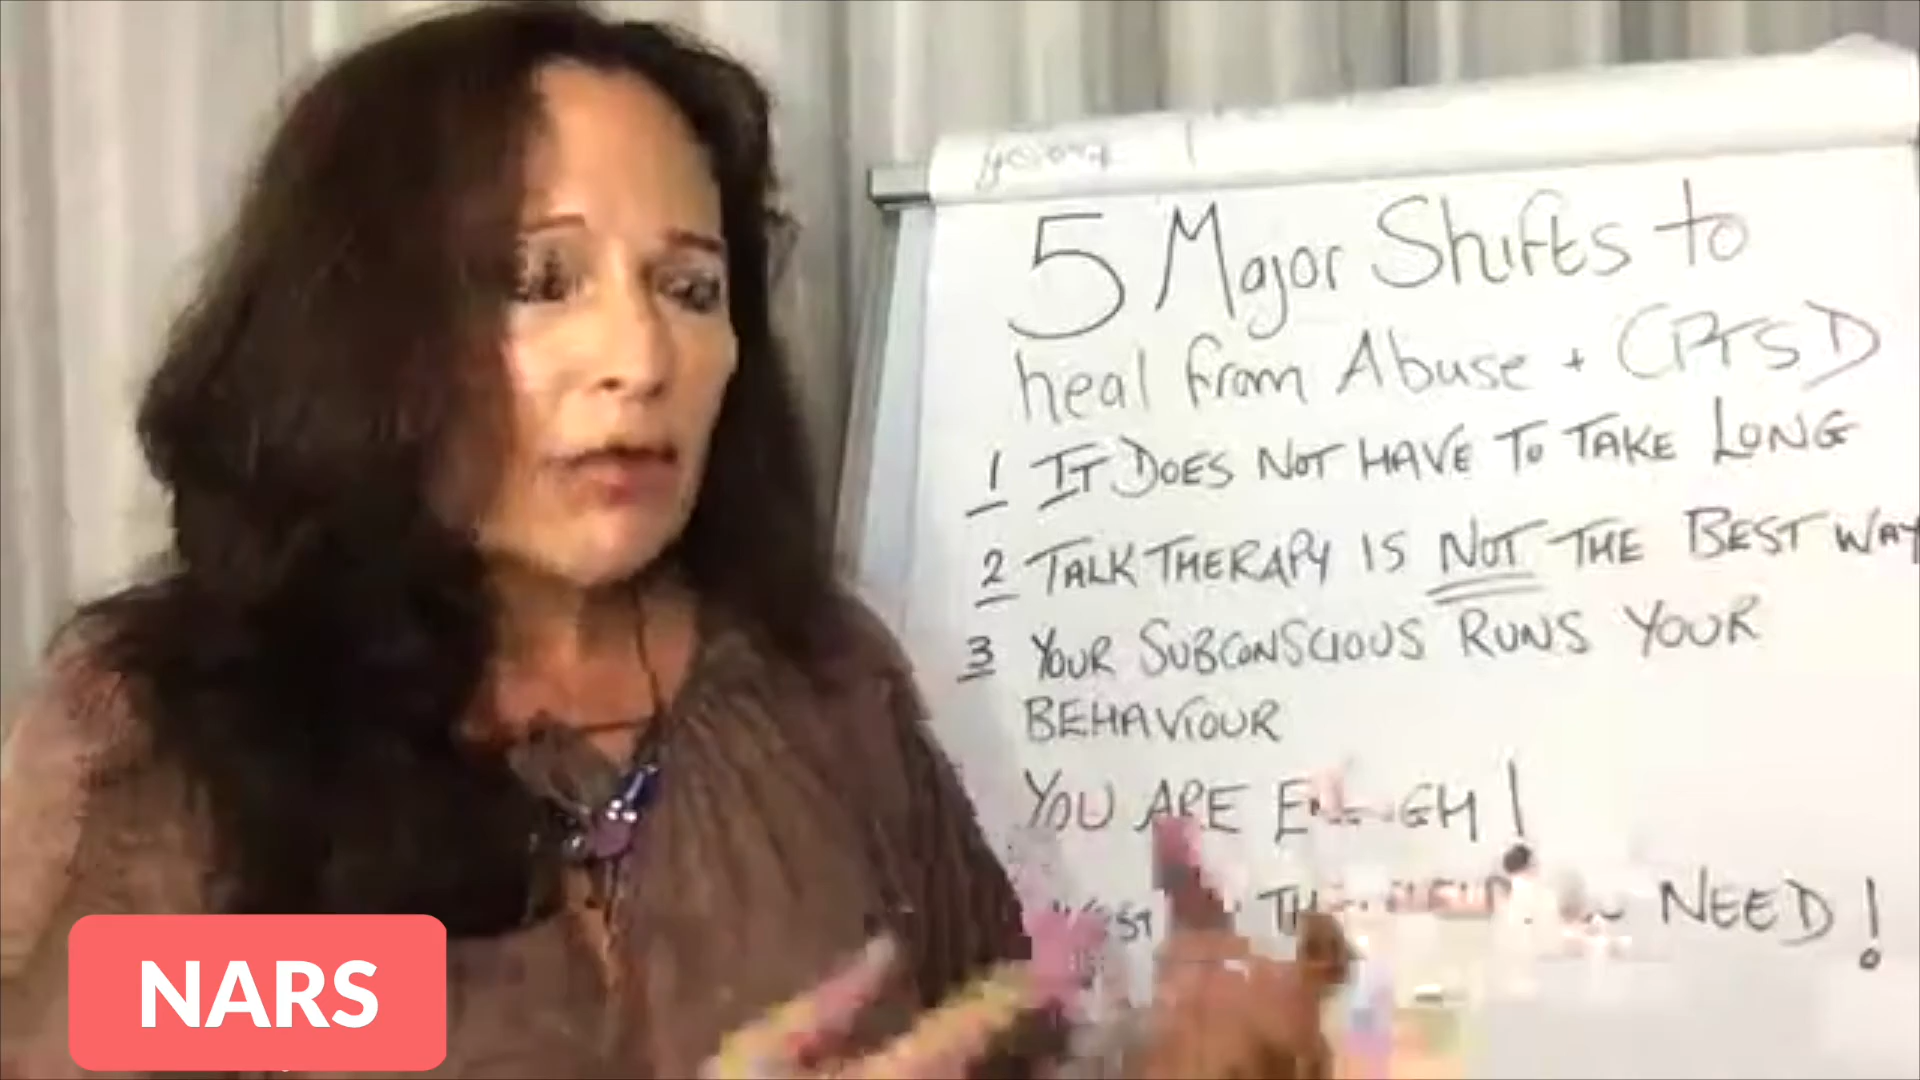 5 Major Shifts to
heal from Abuse + CPTSD
1 IT DOES NOT HAVE TO TAKE LONG
2 TALK THERAPY IS NOT THE BEST WAY
3 YOUR SUBCONSCIOUS RUNS YOUR
BEHAVIOUR
YOU ARE ENOUGH!
NEED!
NARS